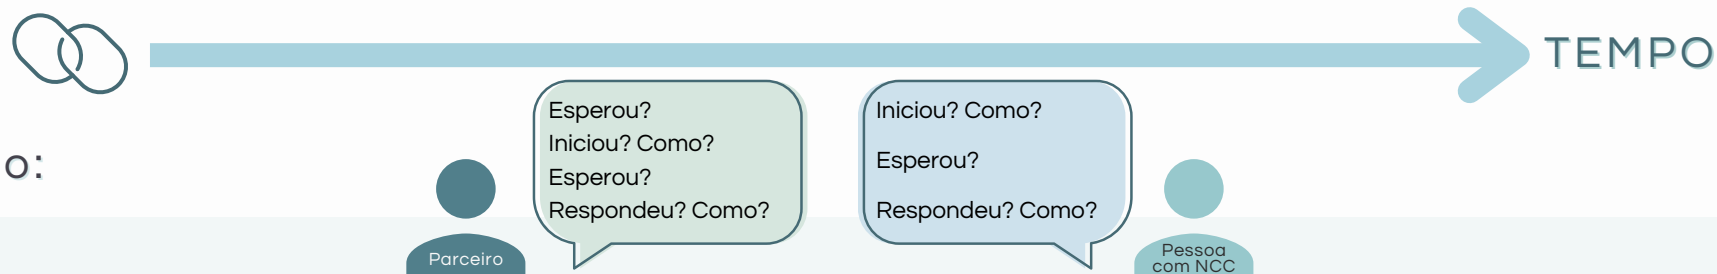 TEMPO
o:
Esperou?
Iniciou? Como?
Esperou?
Respondeu? Como?
Iniciou? Como?
Esperou?
Respondeu? Como?
Parceiro
Pessoa
com NCC